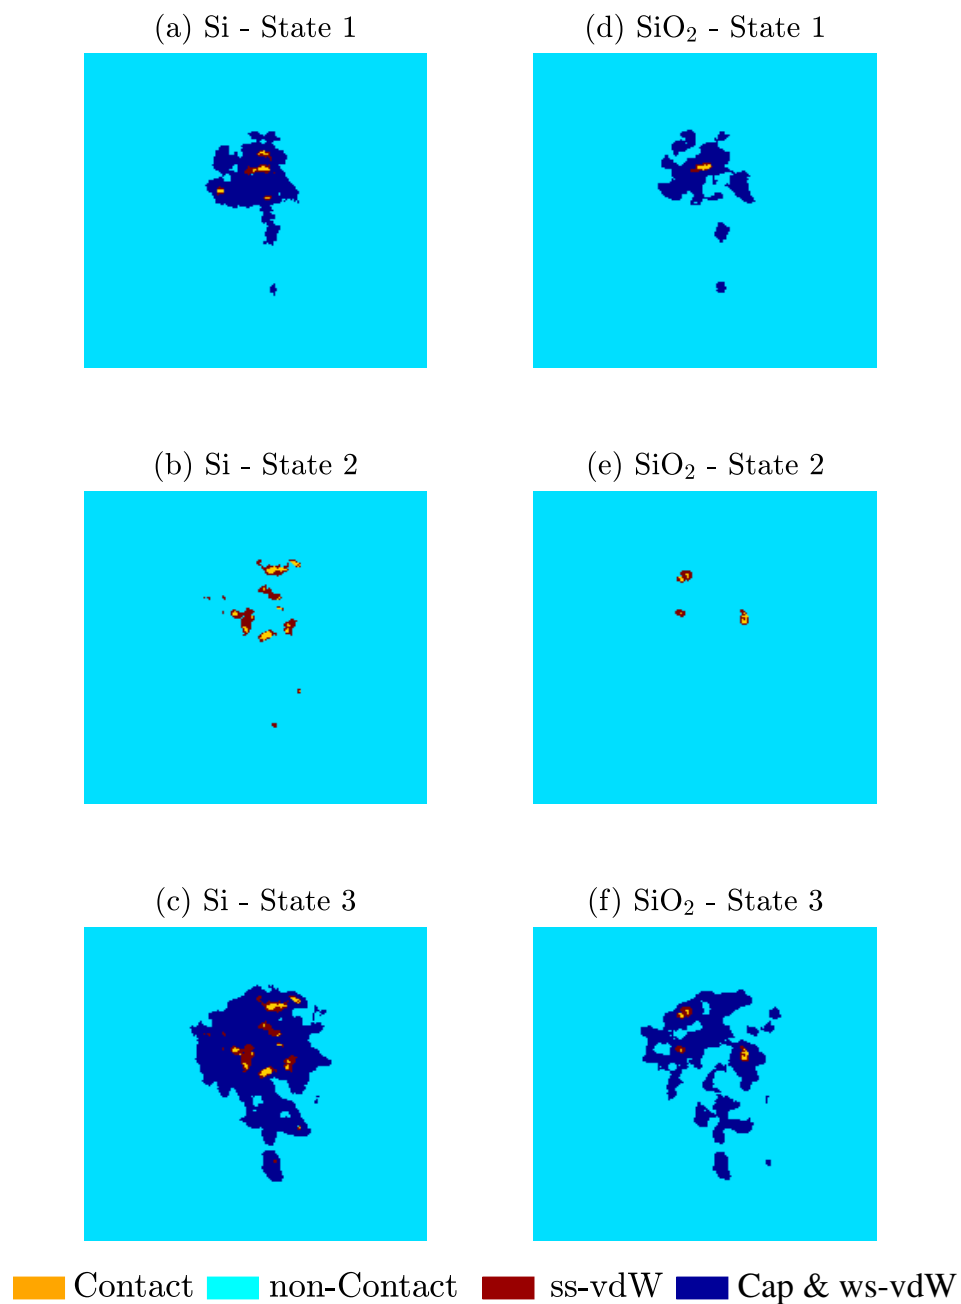 (a) Si - State 1
(d) SiO₂ - State 1
(b) Si - State 2
(e) SiO₂ - State 2
(c) Si - State 3
(f) SiO₂ - State 3
Contact non-Contact ss-vdW Cap & ws-vdW